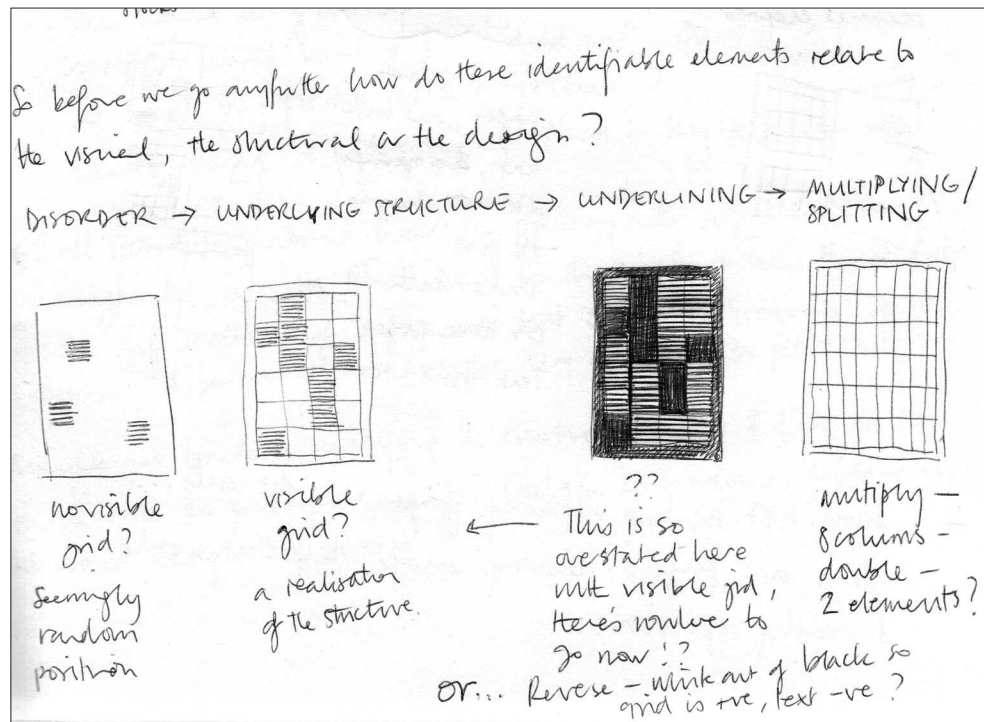 So before we go anyfurther how do these identifiable elements relate to
the visual, the structural or the design?
DISORDER → UNDERLYING STRUCTURE → UNDERLINING → MULTIPLYING/
SPLITTING
no visible
grid?
Seemingly
random
position
visible
grid?
a realisation
of the structure.
??
← This is so
overstated here
with visible grid,
there's nowhere to
go now!?
multiply —
8 columns —
double —
2 elements?
or... Reverse – white out of black so
grid is +ve, text -ve?